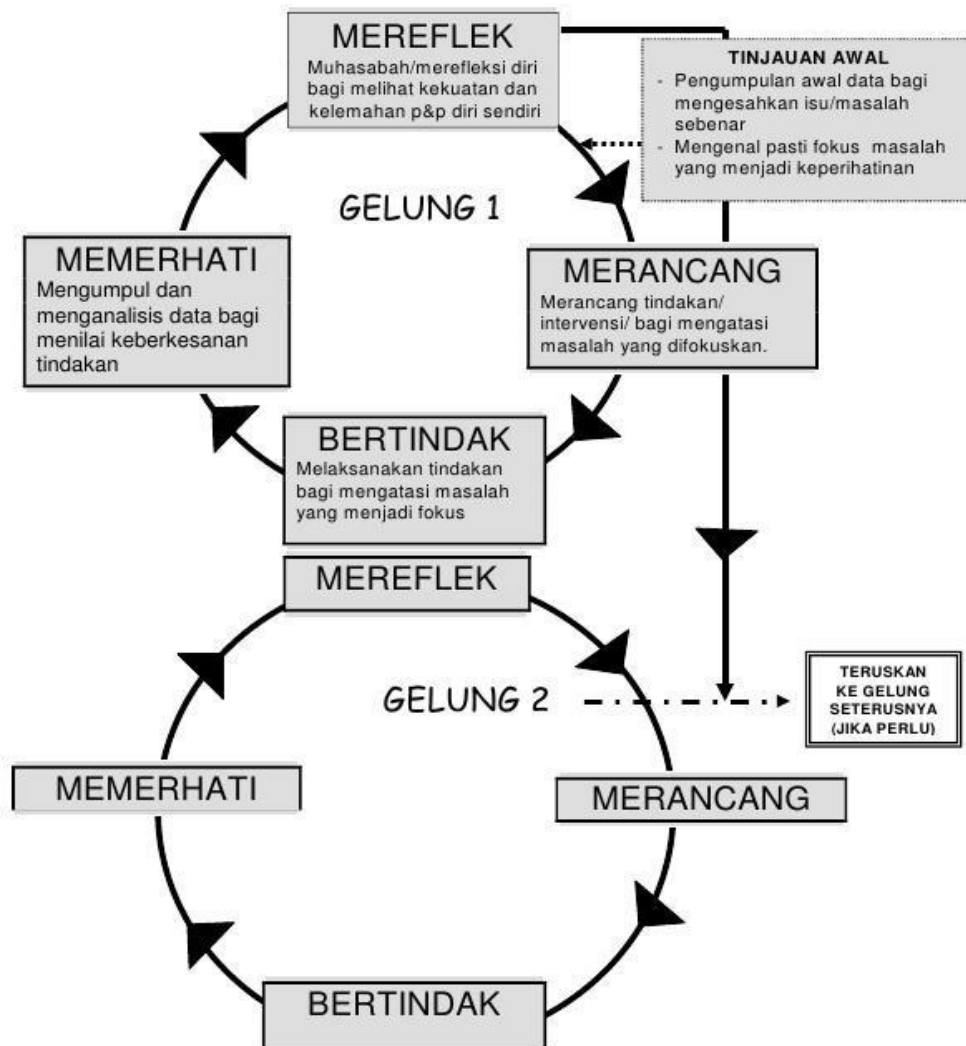 MEREFLEK
Muhasabah/merefleksi diri
bagi melihat kekuatan dan
kelemahan p&p diri sendiri
TINJAUAN AWAL
- Pengumpulan awal data bagi
mengesahkan isu/masalah
sebenar
- Mengenal pasti fokus masalah
yang menjadi keperihatinan
GELUNG 1
MEMERHATI
Mengumpul dan
menganalisis data bagi
menilai keberkesanan
tindakan
MERANCANG
Merancang tindakan/
intervensi/ bagi mengatasi
masalah yang difokuskan.
BERTINDAK
Melaksanakan tindakan
bagi mengatasi masalah
yang menjadi fokus
MEREFLEK
GELUNG 2
TERUSKAN
KE GELUNG
SETERUSNYA
(JIKA PERLU)
MEMERHATI
MERANCANG
BERTINDAK